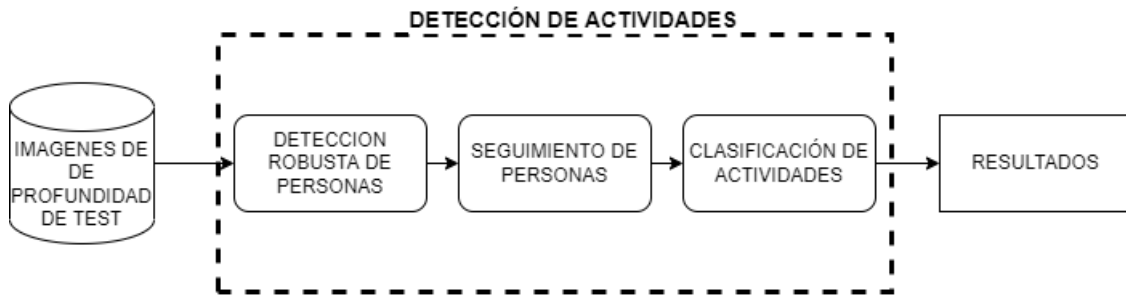 DETECCIÓN DE ACTIVIDADES
IMAGENES DE
DE
PROFUNDIDAD
DE TEST
DETECCION
ROBUSTA DE
PERSONAS
SEGUIMIENTO DE
PERSONAS
CLASIFICACIÓN DE
ACTIVIDADES
RESULTADOS